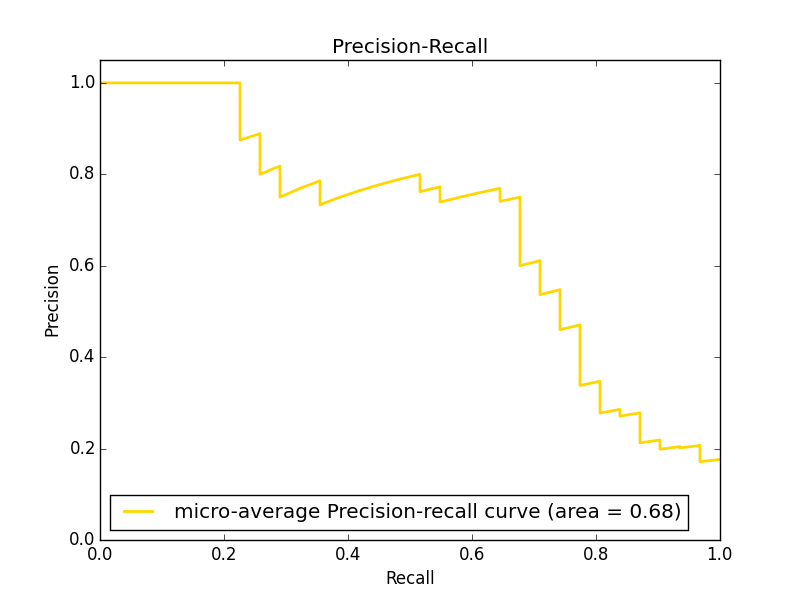 Precision-Recall
1.0
0.8
0.6
0.4
0.2
0.0
Precision
micro-average Precision-recall curve (area = 0.68)
0.0 0.2 0.4 0.6 0.8 1.0
Recall